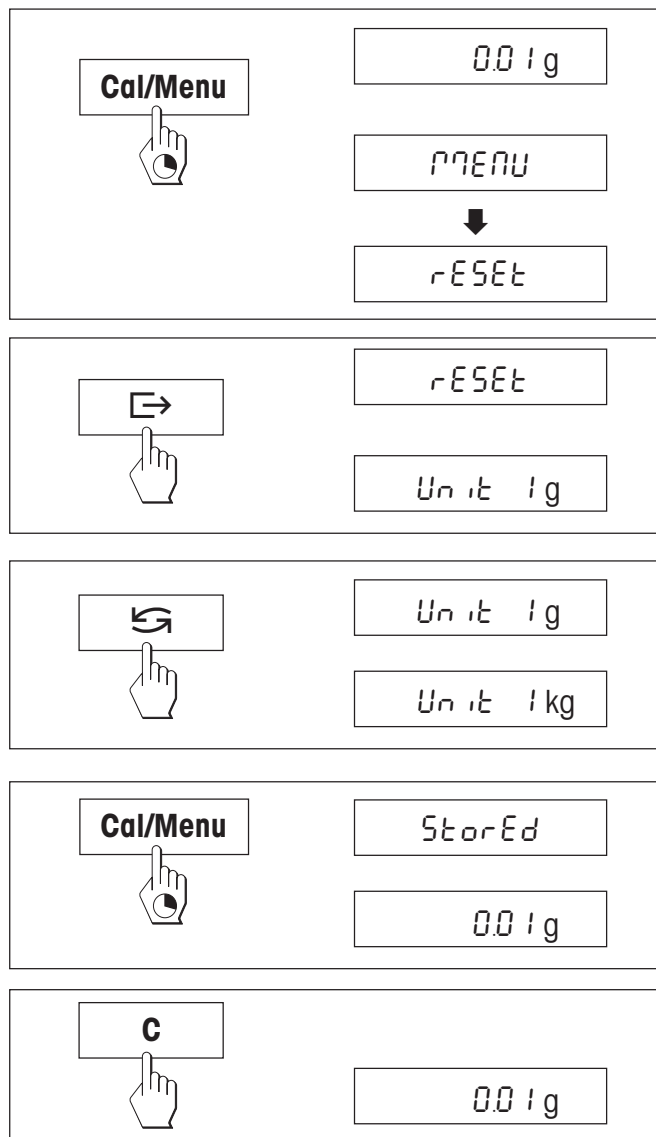 Cal/Menu
0.01 g
MENU
rESEt
rESEt
Unit 1 g
Unit 1 g
Unit 1 kg
Cal/Menu
StorEd
0.01 g
C
0.01 g